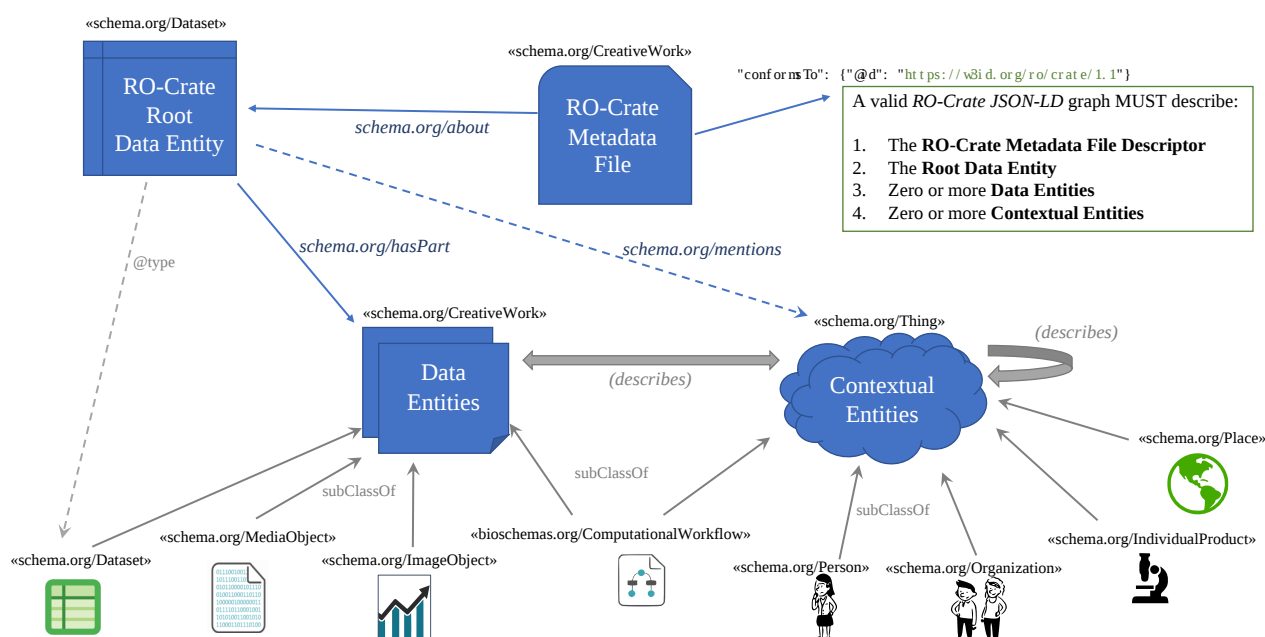 «schema.org/Dataset»
RO-Crate
Root
Data Entity
«schema.org/CreativeWork»
RO-Crate
Metadata
File
schema.org/about
"conformsTo": {"@id": "https://w3id.org/ro/crate/1.1"}
A valid RO-Crate JSON-LD graph MUST describe:
1. The RO-Crate Metadata File Descriptor
2. The Root Data Entity
3. Zero or more Data Entities
4. Zero or more Contextual Entities
schema.org/hasPart
schema.org/mentions
@type
«schema.org/CreativeWork»
Data
Entities
(describes)
«schema.org/Thing»
Contextual
Entities
(describes)
subClassOf
subClassOf
subClassOf
«schema.org/Place»
«schema.org/Dataset»
«schema.org/MediaObject»
«schema.org/ImageObject»
«bioschemas.org/ComputationalWorkflow»
«schema.org/Person»
«schema.org/Organization»
«schema.org/IndividualProduct»